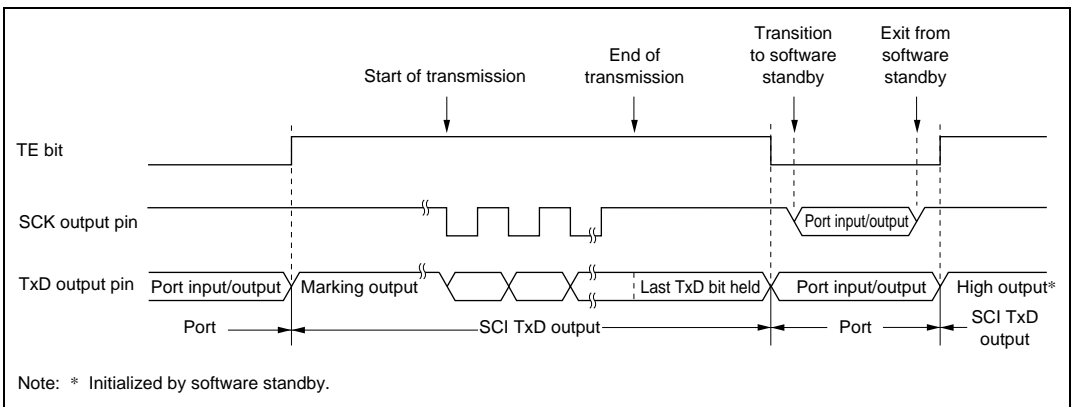 Transition
to software
standby
Exit from
software
standby
End of
transmission
Start of transmission
TE bit
SCK output pin
Port input/output
TxD output pin
Port input/output
Marking output
Last TxD bit held
Port input/output
High output*
Port
SCI TxD output
Port
SCI TxD
output
Note: * Initialized by software standby.